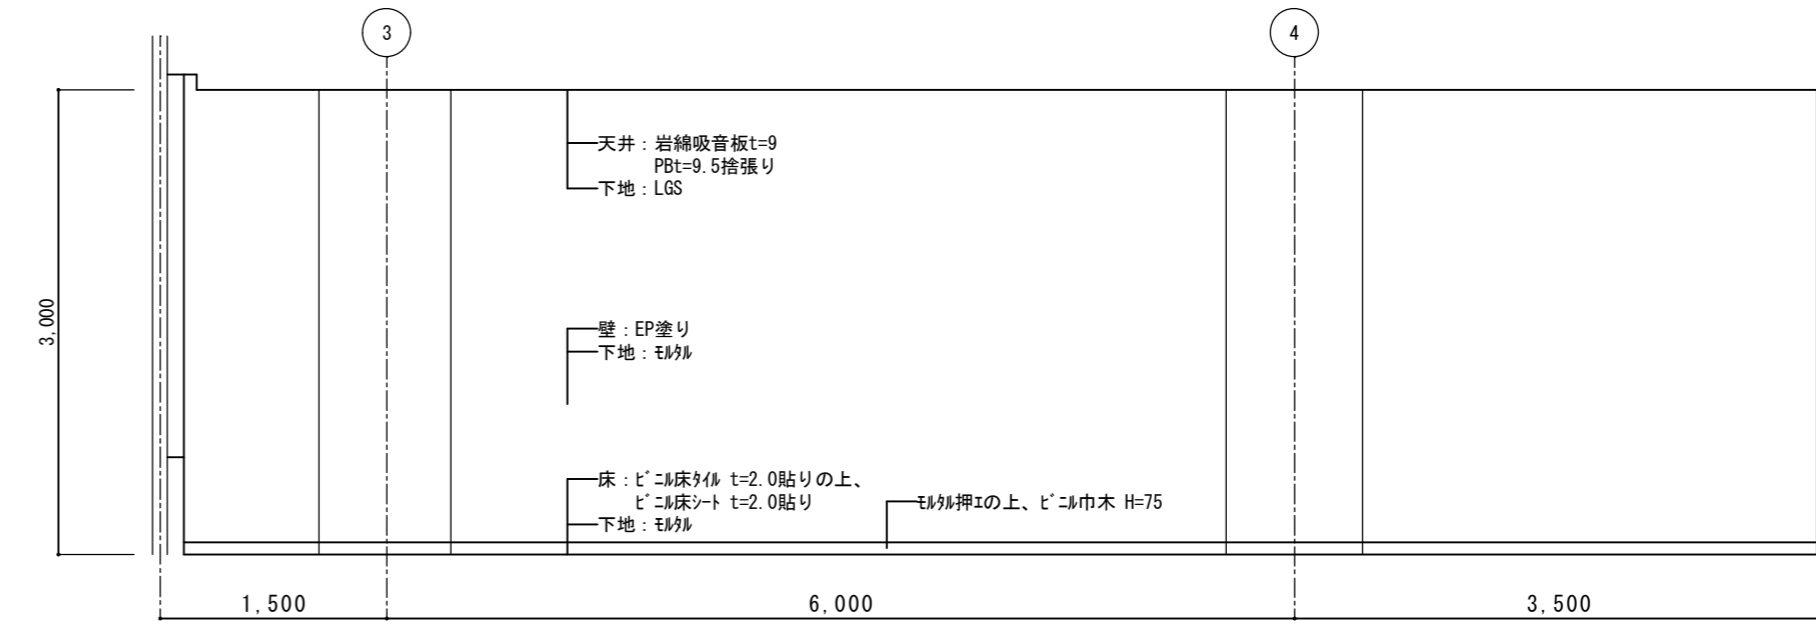 3
4
天井：岩綿吸音板t=9
PBt=9.5捨張り
下地：LGS
3,000
壁：EP塗り
下地：ﾓﾙﾀﾙ
床：ﾋﾞﾆﾙ床ﾀｲﾙ t=2.0貼りの上、
ﾋﾞﾆﾙ床ｼｰﾄ t=2.0貼り
下地：ﾓﾙﾀﾙ
ﾓﾙﾀﾙ押ｴの上、ﾋﾞﾆﾙ巾木 H=75
1,500
6,000
3,500